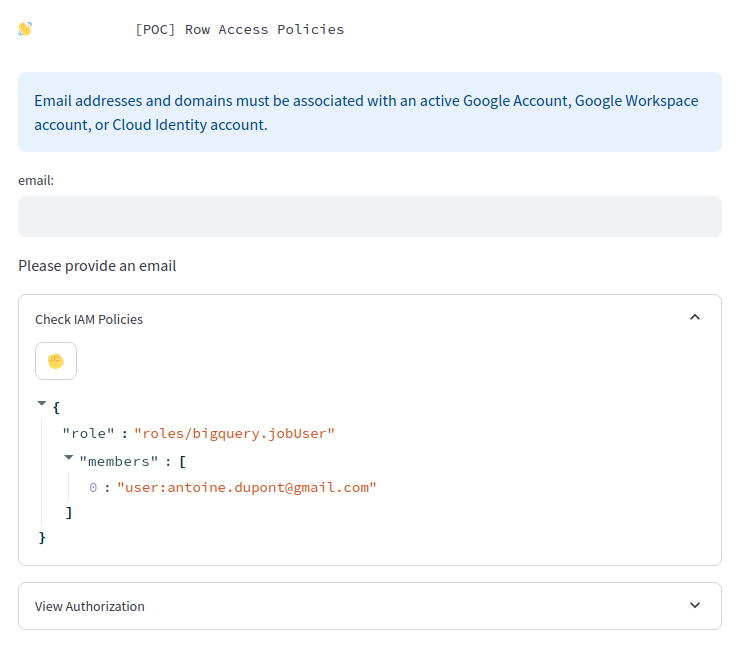 [POC] Row Access Policies
Email addresses and domains must be associated with an active Google Account, Google Workspace
account, or Cloud Identity account.
email:
Please provide an email
Check IAM Policies
{
"role" : "roles/bigquery.jobUser"
"members" : [
0 : "user:antoine.dupont@gmail.com"
]
}
View Authorization